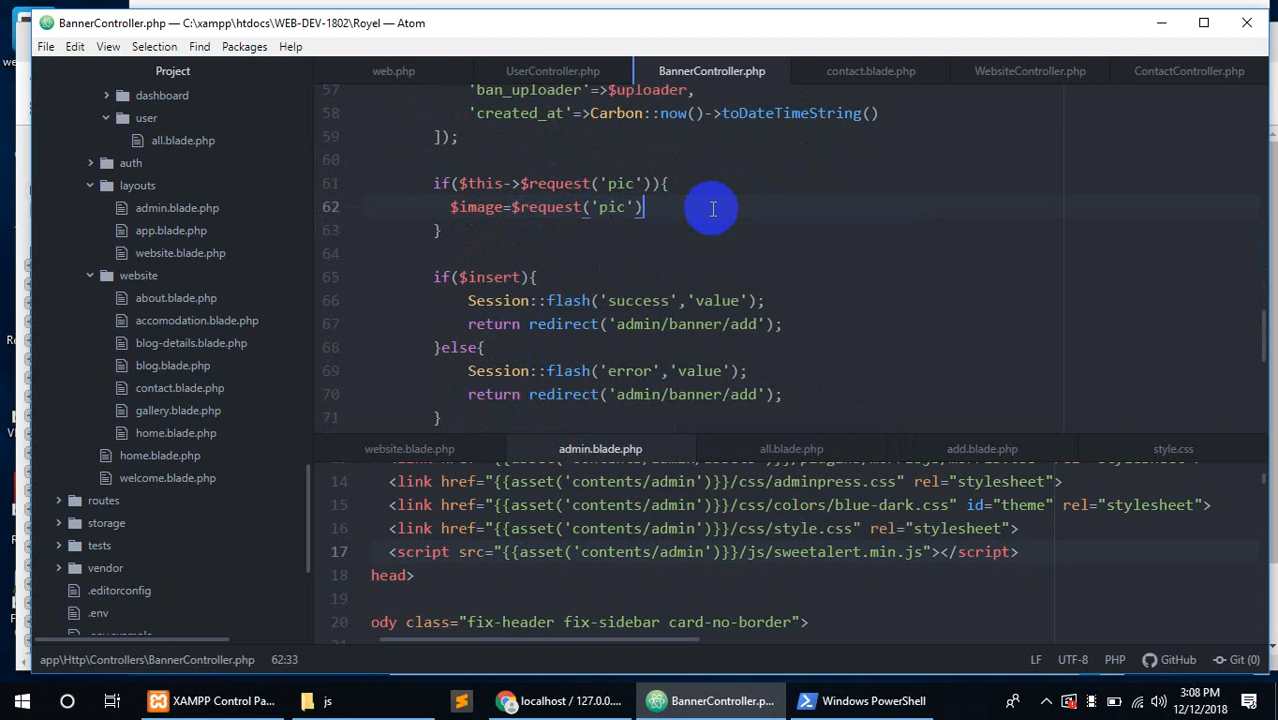 BannerController.php — C:\xampp\htdocs\WEB-DEV-1802\Royel — Atom
File Edit View Selection Find Packages Help
Project
web.php UserController.php BannerController.php contact.blade.php WebsiteController.php ContactController.php
dashboard
user
all.blade.php
auth
layouts
admin.blade.php
app.blade.php
website.blade.php
website
about.blade.php
accomodation.blade.php
blog-details.blade.php
blog.blade.php
contact.blade.php
gallery.blade.php
home.blade.php
home.blade.php
welcome.blade.php
routes
storage
tests
vendor
.editorconfig
.env
57 'ban_uploader'=>$uploader,
58 'created_at'=>Carbon::now()->toDateTimeString()
59 ]);
60
61 if($this->$request('pic')){
62 $image=$request('pic')
63 }
64
65 if($insert){
66 Session::flash('success','value');
67 return redirect('admin/banner/add');
68 }else{
69 Session::flash('error','value');
70 return redirect('admin/banner/add');
71 }
website.blade.php admin.blade.php all.blade.php add.blade.php style.css
14 <link href="{{asset('contents/admin')}}/css/adminpress.css" rel="stylesheet">
15 <link href="{{asset('contents/admin')}}/css/colors/blue-dark.css" id="theme" rel="stylesheet">
16 <link href="{{asset('contents/admin')}}/css/style.css" rel="stylesheet">
17 <script src="{{asset('contents/admin')}}/js/sweetalert.min.js"></script>
18 head>
19
20 ody class="fix-header fix-sidebar card-no-border">
app\Http\Controllers\BannerController.php 62:33 LF UTF-8 PHP GitHub Git (0)
XAMPP Control Pa... js localhost / 127.0.0.... BannerController.p... Windows PowerShell 3:08 PM
12/12/2018